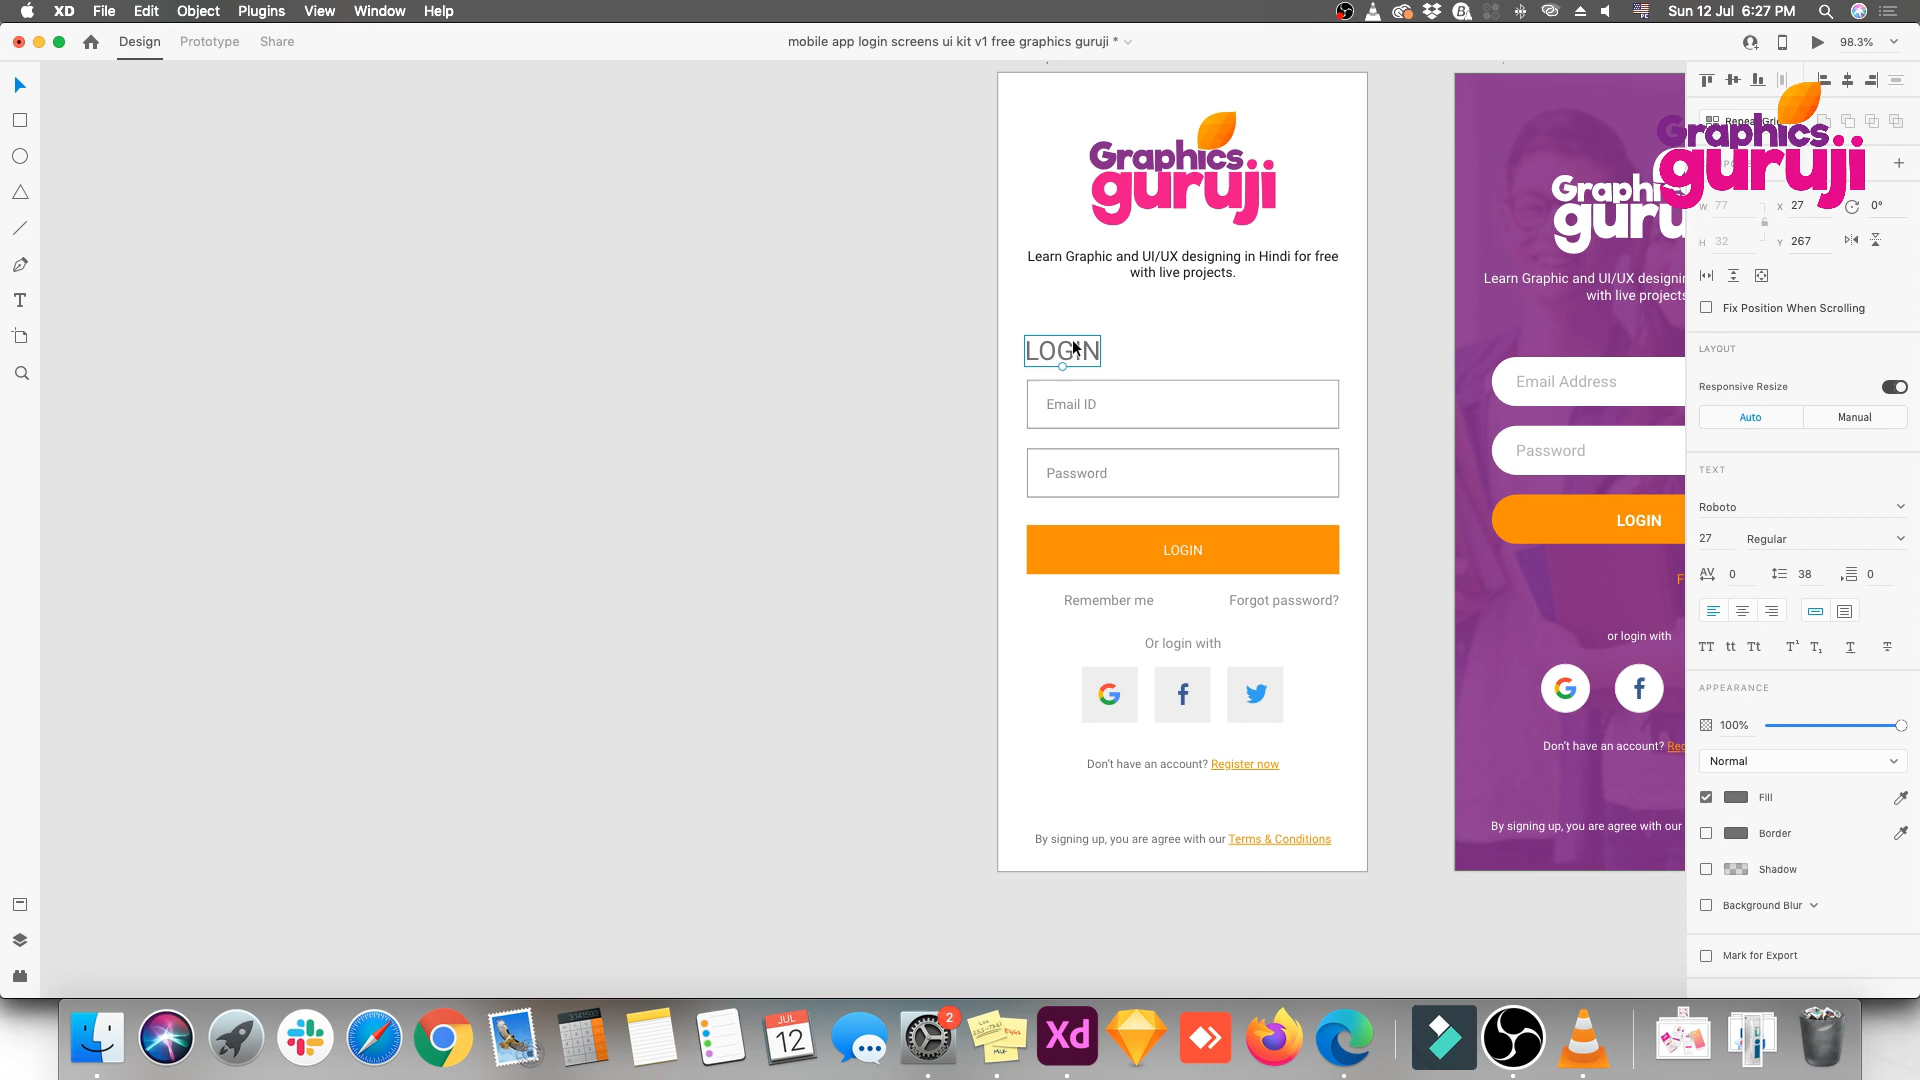 XD File Edit Object Plugins View Window Help
Sun 12 Jul 6:27 PM
Design Prototype Share
mobile app login screens ui kit v1 free graphics guruji *
98.3%
Graphics
guruji
Learn Graphic and UI/UX designing in Hindi for free
with live projects.
LOGIN
Email ID
Password
LOGIN
Remember me Forgot password?
Or login with
Don't have an account? Register now
By signing up, you are agree with our Terms & Conditions
Learn Graphic and UI/UX
with live
Email Address
Password
LOGIN
or login with
Don't have an account?
By signing up, you are agree with our
Graphics
guruji
W 77 X 27 0°
H 32 Y 267
Fix Position When Scrolling
LAYOUT
Responsive Resize
Auto Manual
TEXT
Roboto
27 Regular
AV 0 38 0
TT tt Tt T¹ T₁ T T
APPEARANCE
100%
Normal
Fill
Border
Shadow
Background Blur
Mark for Export
JUL
12
2
Xd